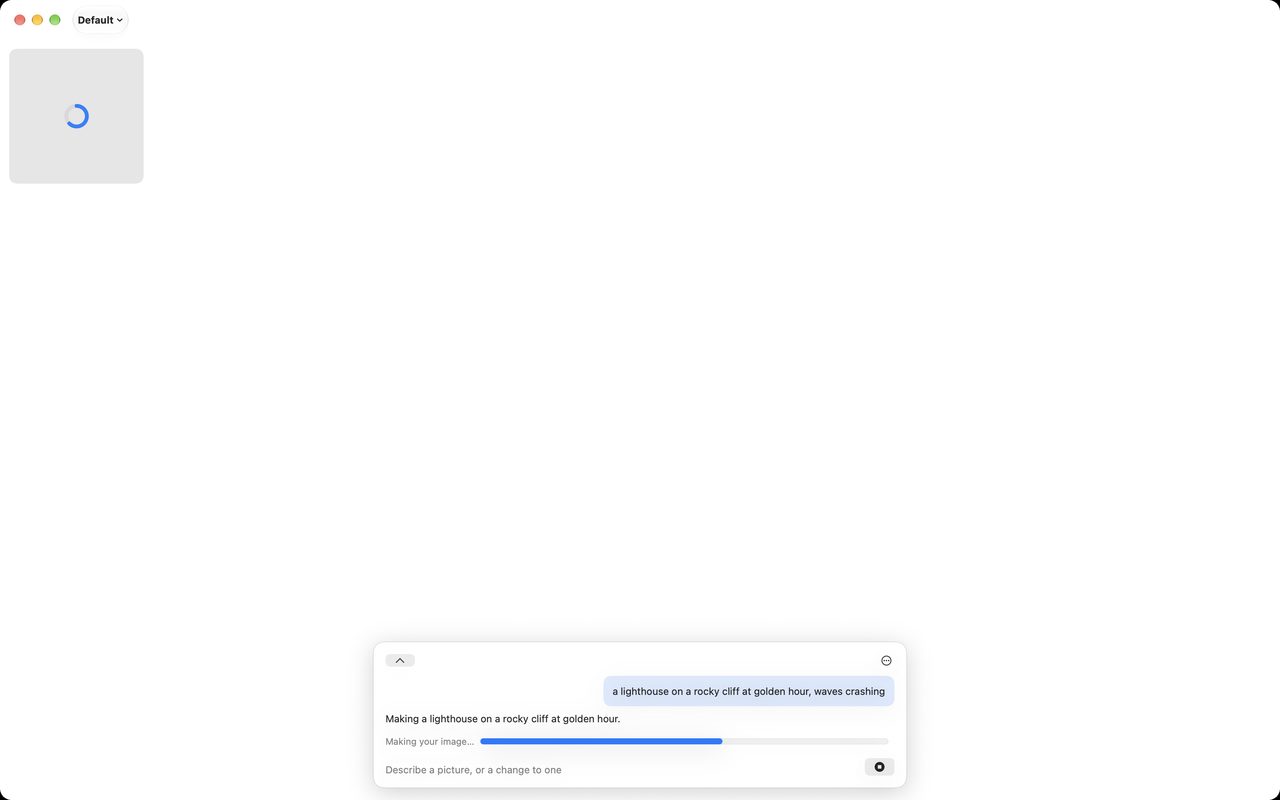 Default
a lighthouse on a rocky cliff at golden hour, waves crashing
Making a lighthouse on a rocky cliff at golden hour.
Making your image...
Describe a picture, or a change to one